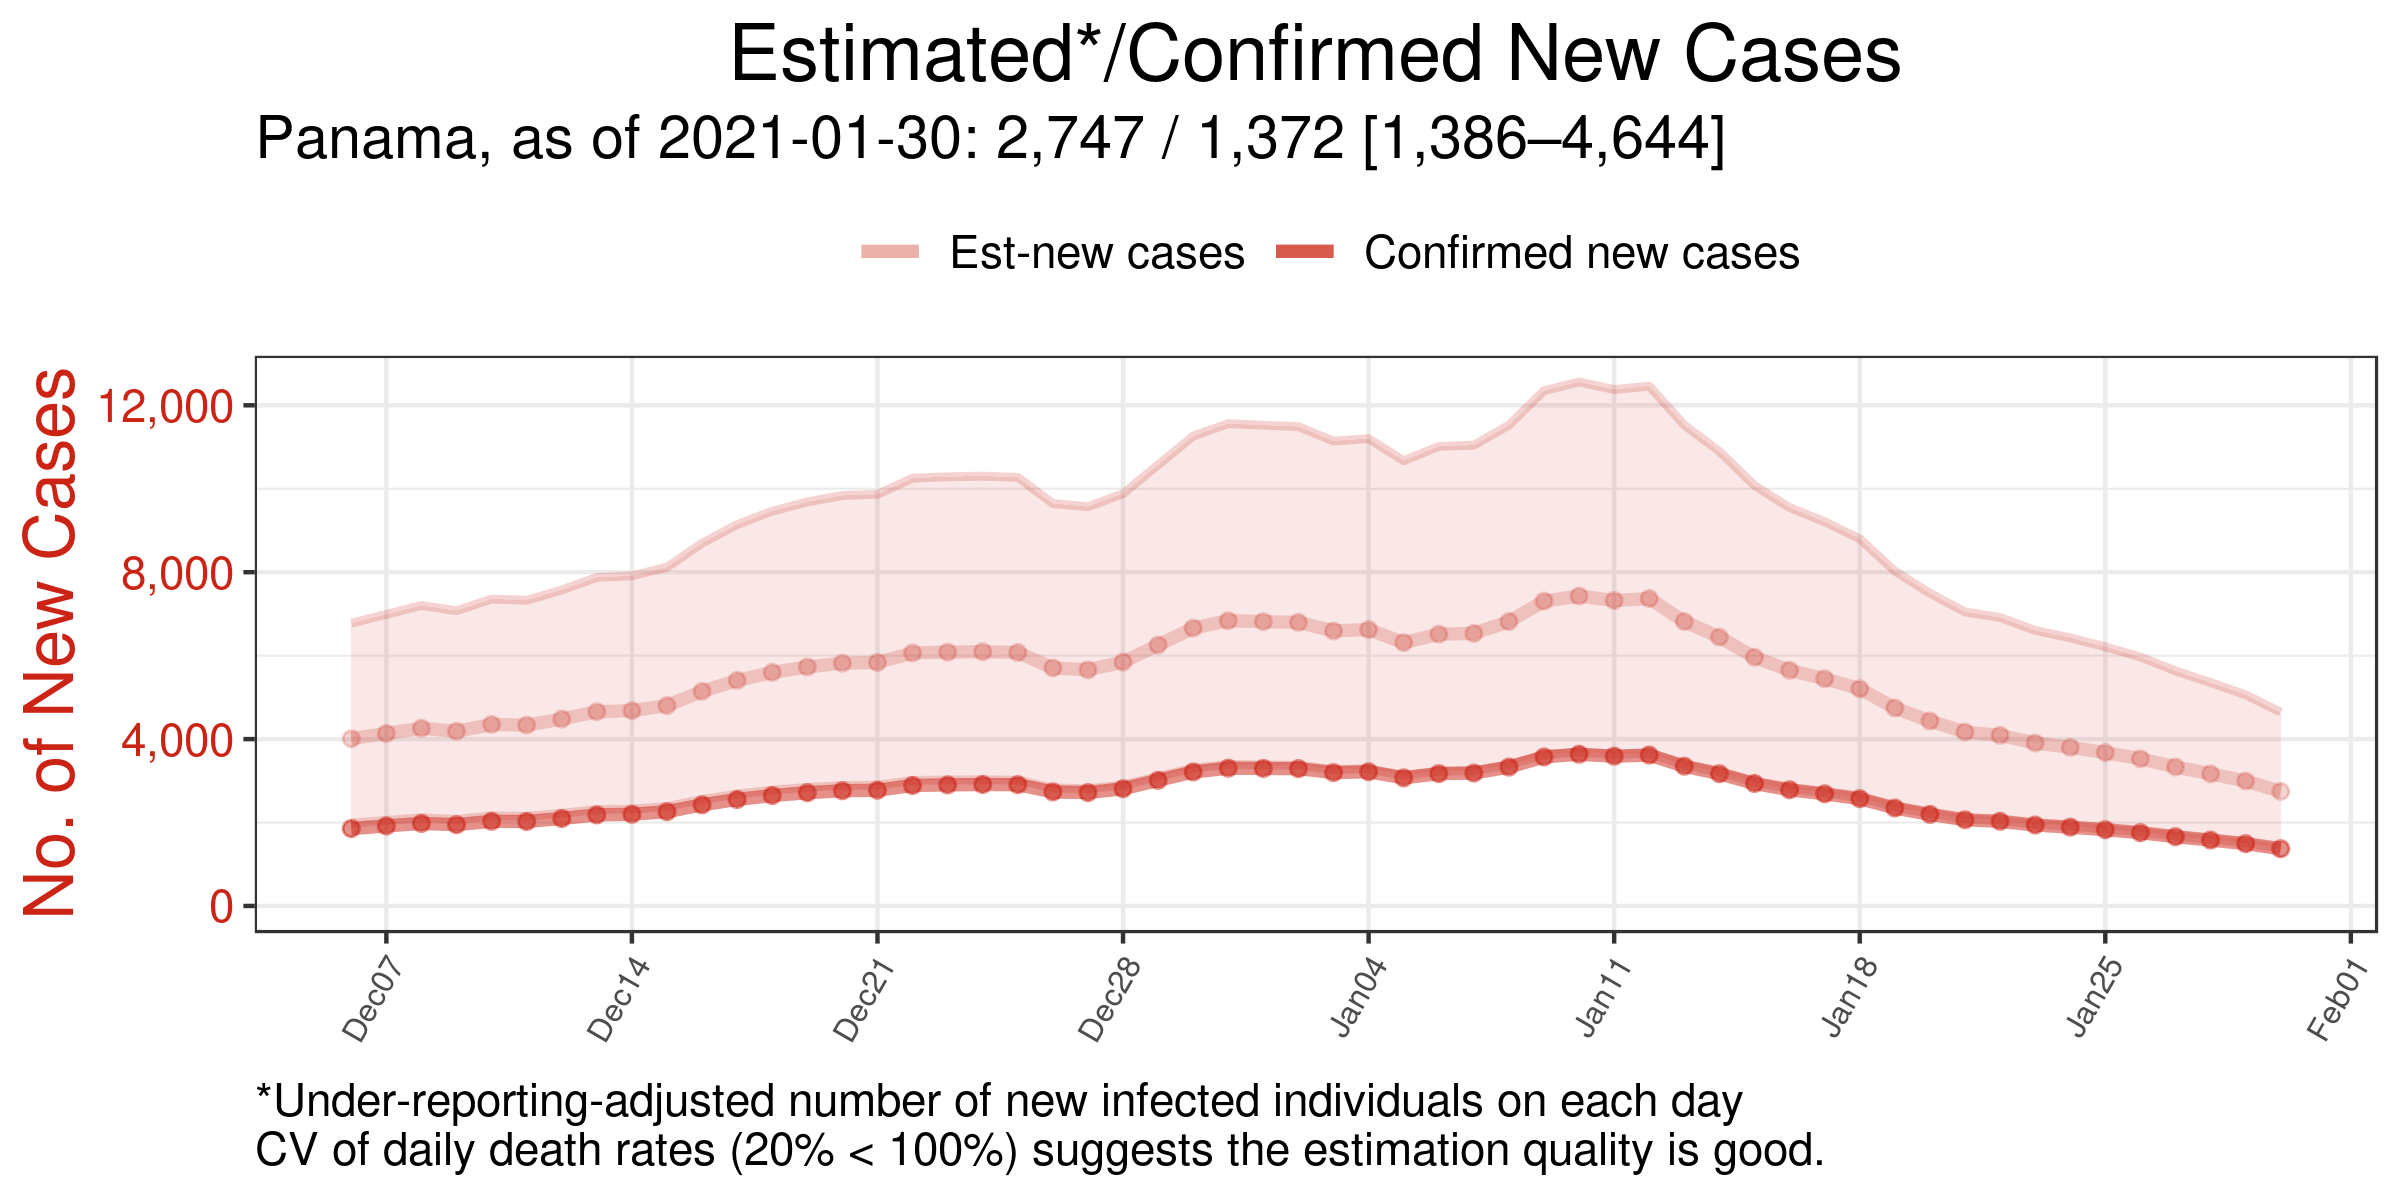 Estimated*/Confirmed New Cases
Panama, as of 2021-01-30: 2,747 / 1,372 [1,386–4,644]
Est-new cases
Confirmed new cases
No. of New Cases
12,000
8,000
4,000
0
Dec07
Dec14
Dec21
Dec28
Jan04
Jan11
Jan18
Jan25
Feb01
*Under-reporting-adjusted number of new infected individuals on each day
CV of daily death rates (20% < 100%) suggests the estimation quality is good.